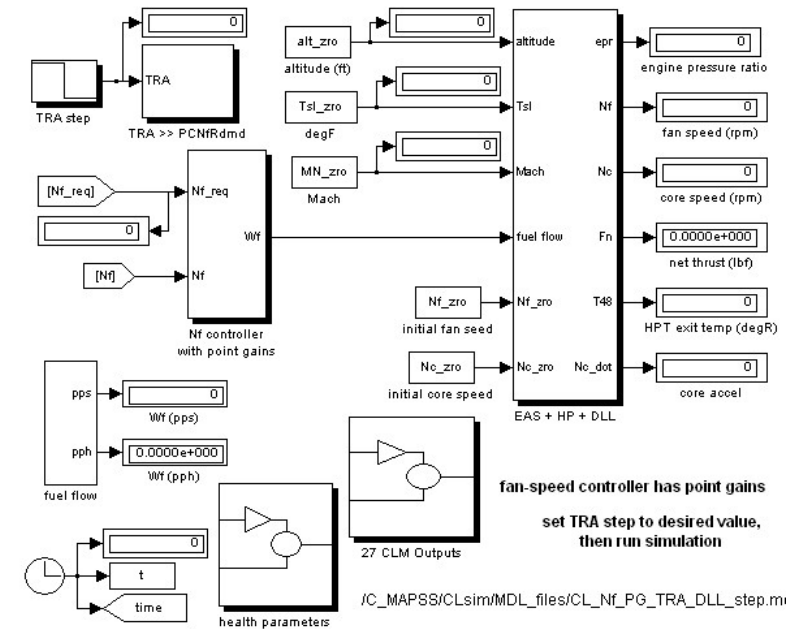 0
TRA
TRA step
TRA >> PCNfRdmd
alt_zro
0
altitude (ft)
Tsl_zro
0
degF
MN_zro
0
Mach
altitude
Tsl
Mach
fuel flow
Nf_zro
Nc_zro
epr
Nf
Nc
Fn
T48
Nc_dot
EAS + HP + DLL
0
engine pressure ratio
0
fan speed (rpm)
0
core speed (rpm)
0.0000e+000
net thrust (lbf)
0
HPT exit temp (degR)
0
core accel
[Nf_req]
0
[Nf]
Nf_req
Nf
Wf
Nf controller
with point gains
Nf_zro
initial fan seed
Nc_zro
initial core speed
pps
pph
fuel flow
0
Wf (pps)
0.0000e+000
Wf (pph)
27 CLM Outputs
fan-speed controller has point gains
set TRA step to desired value,
then run simulation
0
t
time
health parameters
/C_MAPSS/CLsim/MDL_files/CL_Nf_PG_TRA_DLL_step.m